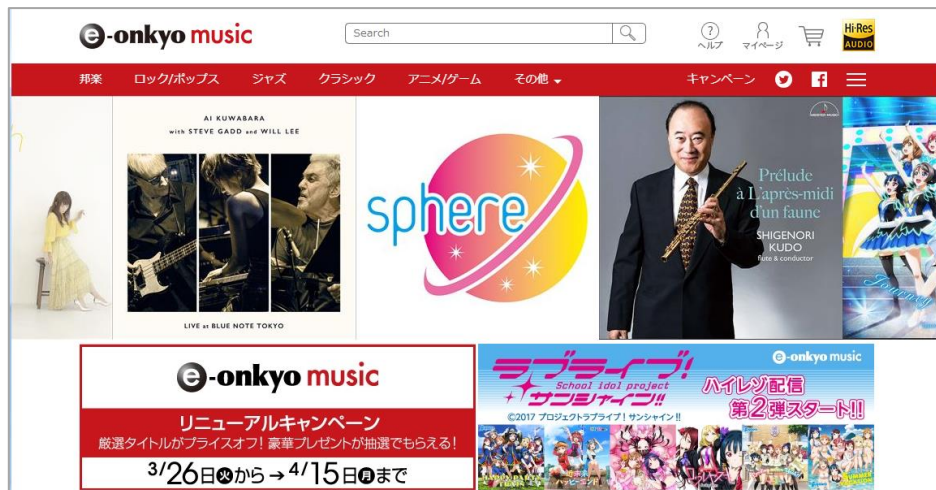 e-onkyo music
Search
ヘルプ
マイページ
Hi-Res
AUDIO
邦楽 ロック/ポップス ジャズ クラシック アニメ/ゲーム その他 キャンペーン
AI KUWABARA
with STEVE GADD and WILL LEE
LIVE at BLUE NOTE TOKYO
sphere
Prélude
à L'après-midi
d'un faune
SHIGENORI
KUDO
flute & conductor
Journey
e-onkyo music
リニューアルキャンペーン
厳選タイトルがプライスオフ!豪華プレゼントが抽選でもらえる!
3/26日火から→4/15日月まで
e-onkyo music
ラブライブ!
School idol project
サンシャイン!!
©2017 プロジェクトラブライブ!サンシャイン!!
ハイレゾ配信
第2弾スタート!!